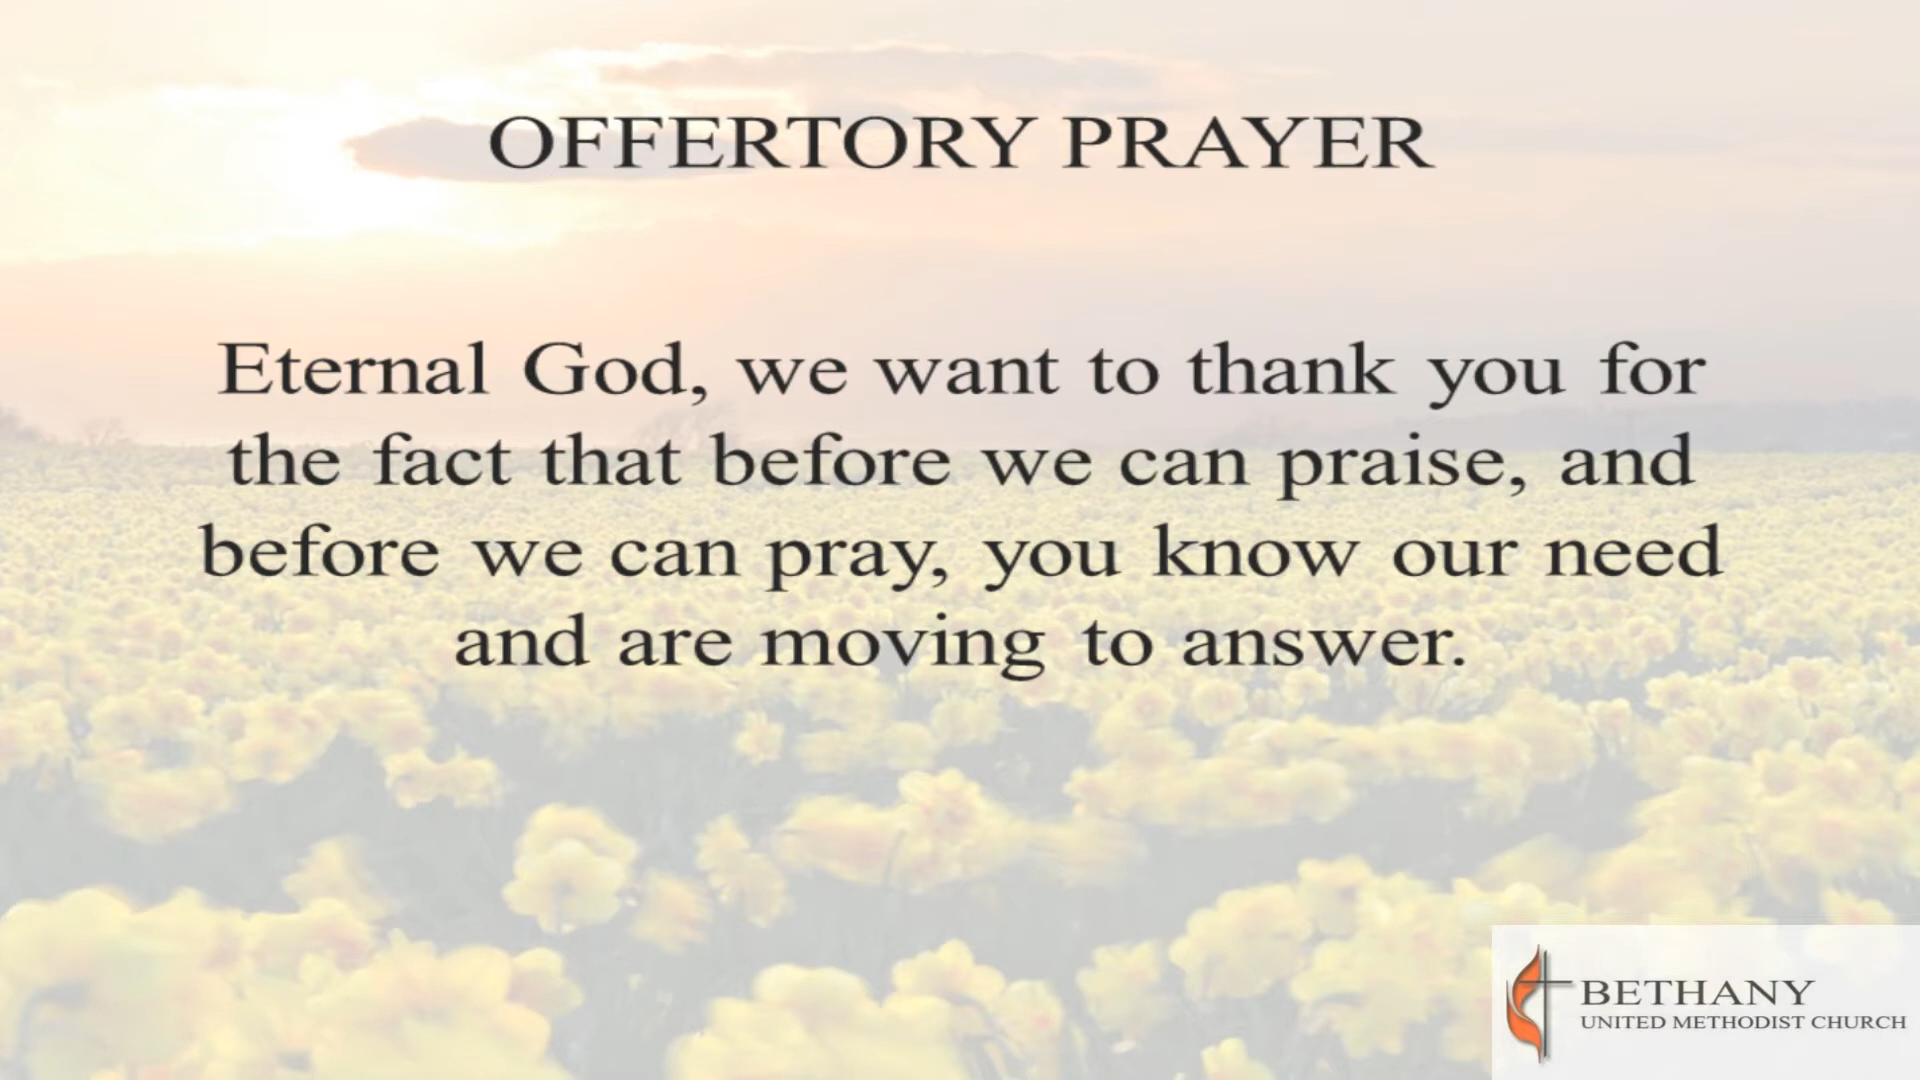 OFFERTORY PRAYER
Eternal God, we want to thank you for
the fact that before we can praise, and
before we can pray, you know our need
and are moving to answer.
BETHANY
UNITED METHODIST CHURCH